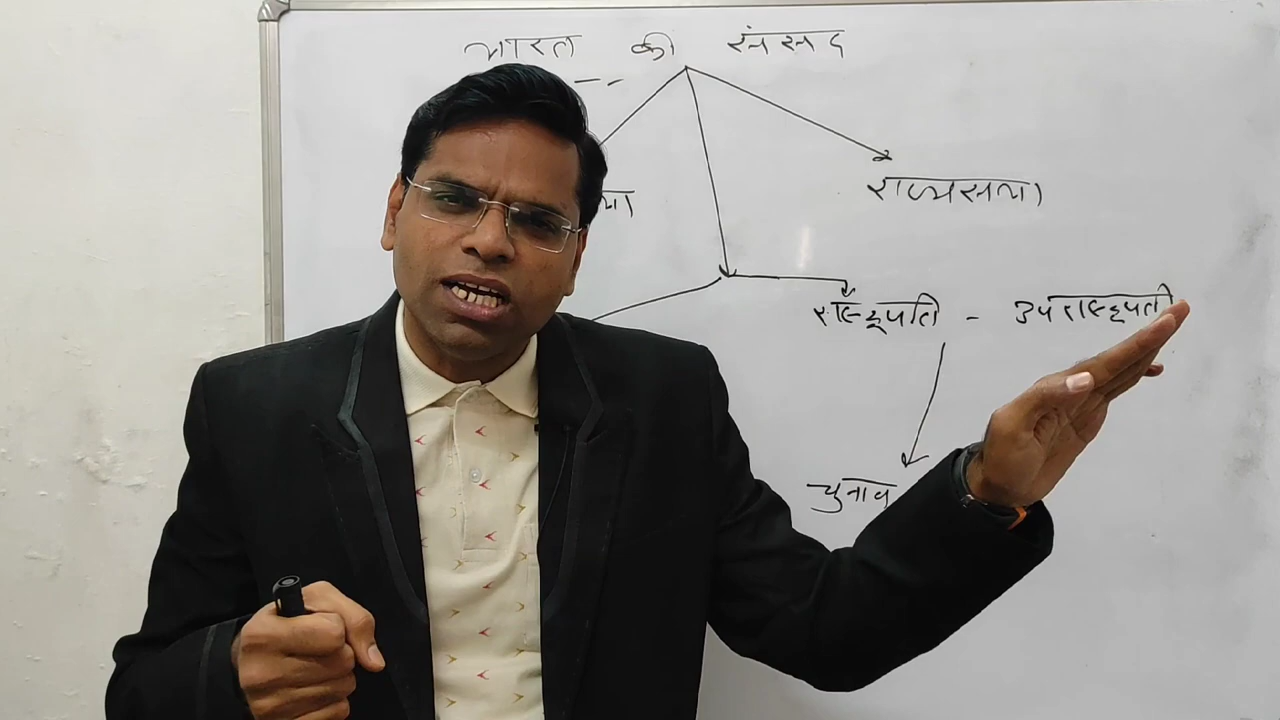 भारत की संसद
राज्यसभा
राष्ट्रपति - उपराष्ट्रपती
चुनाव